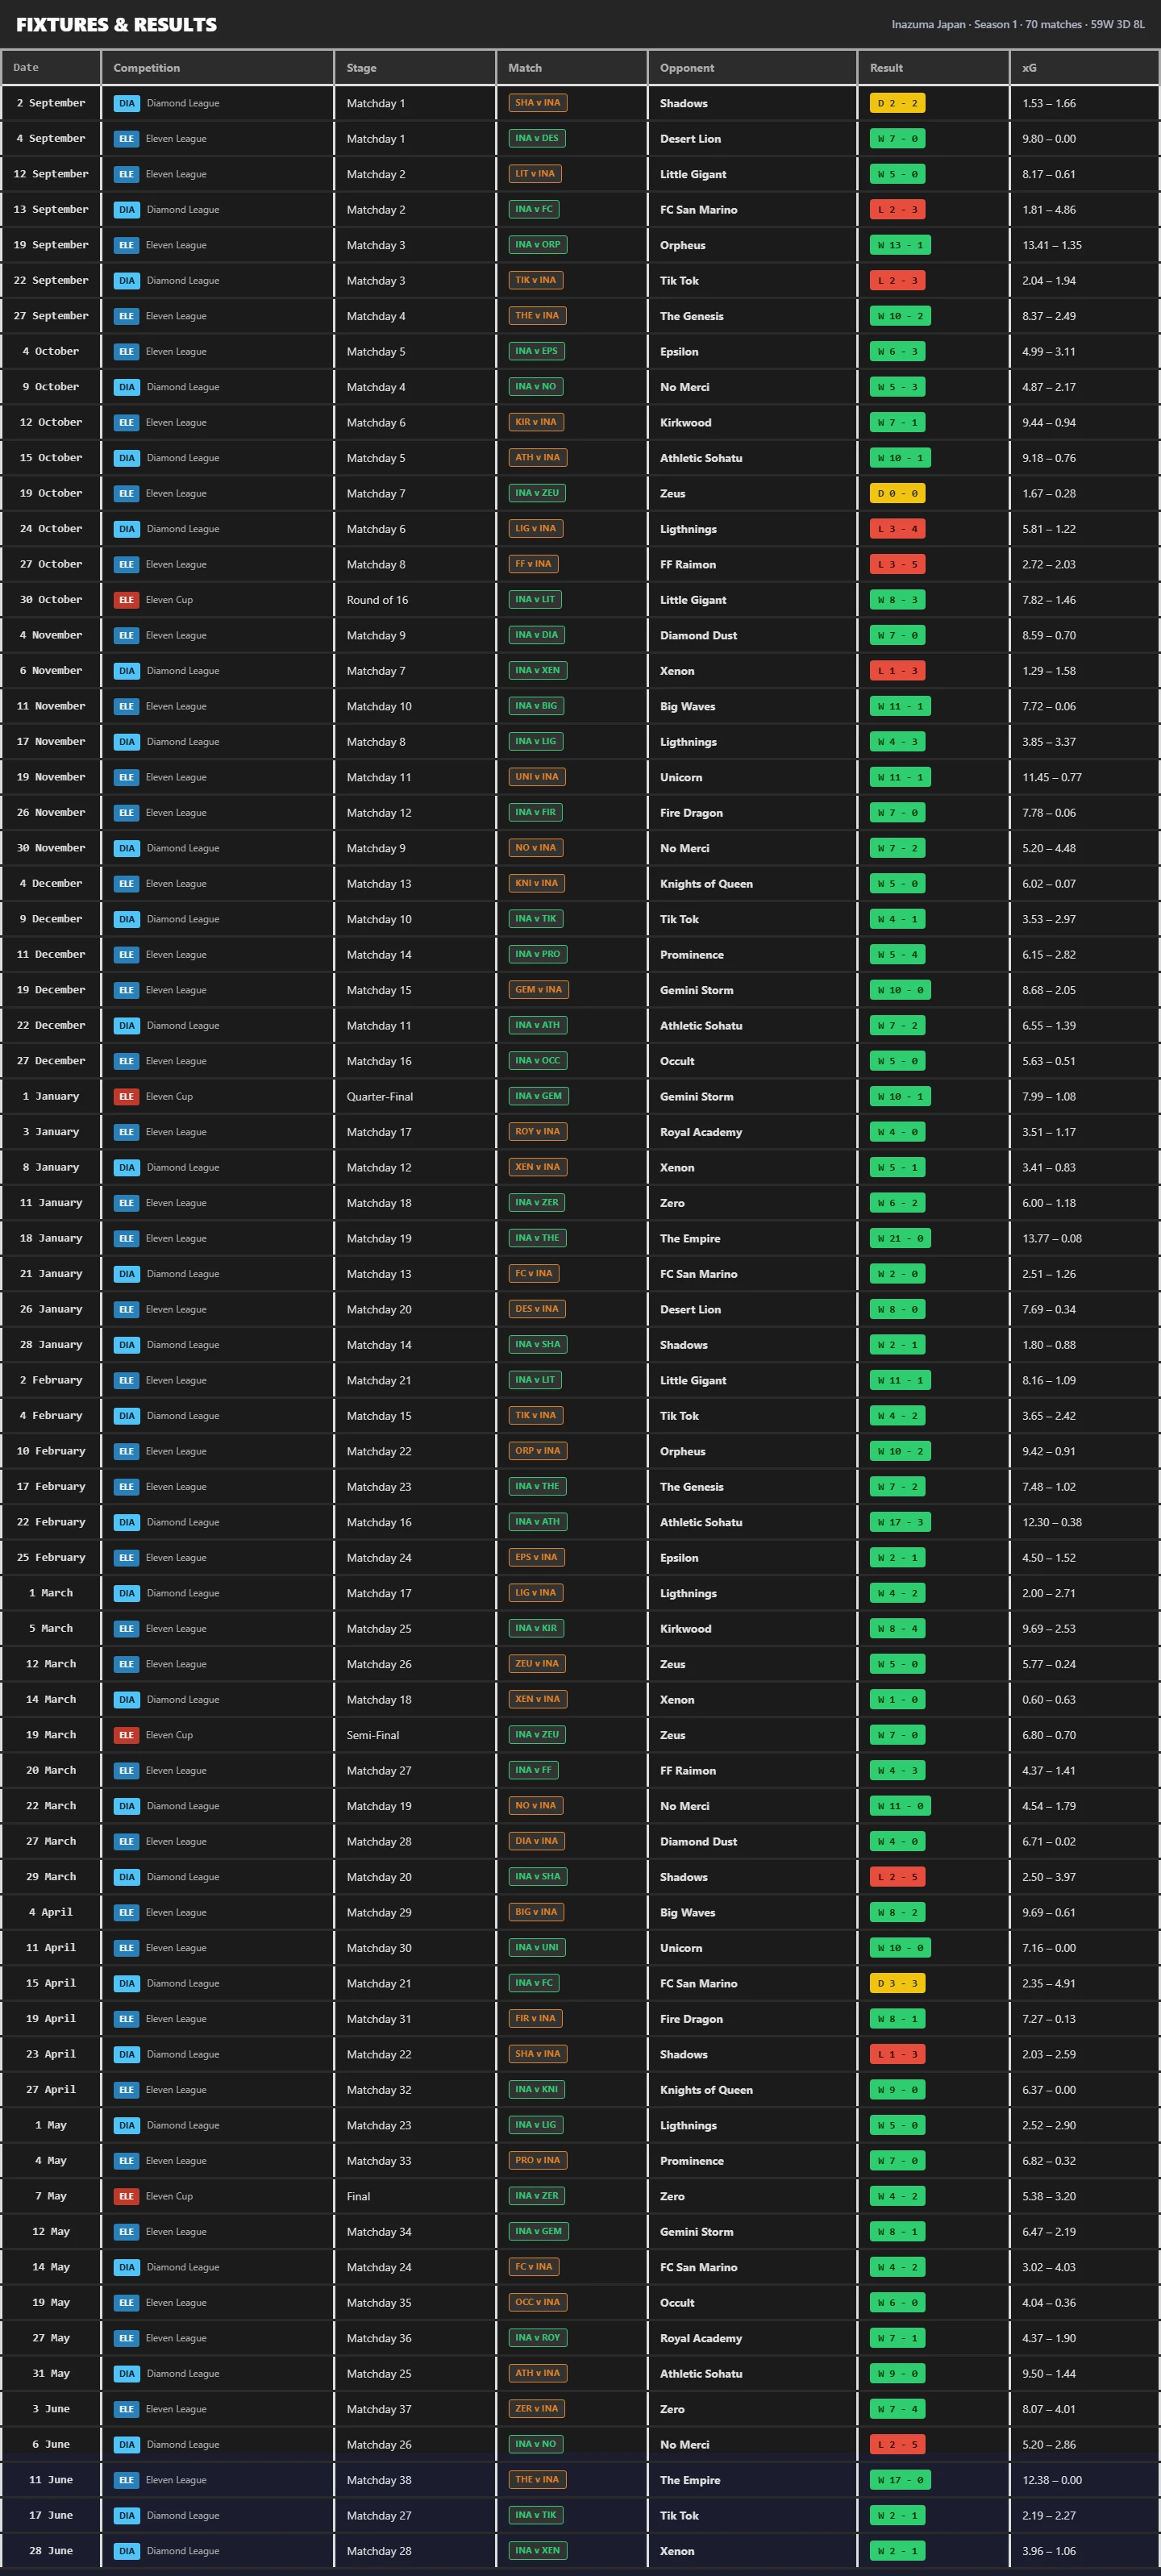 FIXTURES & RESULTS Inazuma Japan · Season 1 · 70 matches · 59W 3D 8L
Date Competition Stage Match Opponent Result xG
2 September DIA Diamond League Matchday 1 SHA v INA Shadows D 2 - 2 1.53 – 1.66
4 September ELE Eleven League Matchday 1 INA v DES Desert Lion W 7 - 0 9.80 – 0.00
12 September ELE Eleven League Matchday 2 LIT v INA Little Gigant W 5 - 0 8.17 – 0.61
13 September DIA Diamond League Matchday 2 INA v FC FC San Marino L 2 - 3 1.81 – 4.86
19 September ELE Eleven League Matchday 3 INA v ORP Orpheus W 13 - 1 13.41 – 1.35
22 September DIA Diamond League Matchday 3 TIK v INA Tik Tok L 2 - 3 2.04 – 1.94
27 September ELE Eleven League Matchday 4 THE v INA The Genesis W 10 - 2 8.37 – 2.49
4 October ELE Eleven League Matchday 5 INA v EPS Epsilon W 6 - 3 4.99 – 3.11
9 October DIA Diamond League Matchday 4 INA v NO No Merci W 5 - 3 4.87 – 2.17
12 October ELE Eleven League Matchday 6 KIR v INA Kirkwood W 7 - 1 9.44 – 0.94
15 October DIA Diamond League Matchday 5 ATH v INA Athletic Sohatu W 10 - 1 9.18 – 0.76
19 October ELE Eleven League Matchday 7 INA v ZEU Zeus D 0 - 0 1.67 – 0.28
24 October DIA Diamond League Matchday 6 LIG v INA Ligthnings L 3 - 4 5.81 – 1.22
27 October ELE Eleven League Matchday 8 FF v INA FF Raimon L 3 - 5 2.72 – 2.03
30 October ELE Eleven Cup Round of 16 INA v LIT Little Gigant W 8 - 3 7.82 – 1.46
4 November ELE Eleven League Matchday 9 INA v DIA Diamond Dust W 7 - 0 8.59 – 0.70
6 November DIA Diamond League Matchday 7 INA v XEN Xenon L 1 - 3 1.29 – 1.58
11 November ELE Eleven League Matchday 10 INA v BIG Big Waves W 11 - 1 7.72 – 0.06
17 November DIA Diamond League Matchday 8 INA v LIG Ligthnings W 4 - 3 3.85 – 3.37
19 November ELE Eleven League Matchday 11 UNI v INA Unicorn W 11 - 1 11.45 – 0.77
26 November ELE Eleven League Matchday 12 INA v FIR Fire Dragon W 7 - 0 7.78 – 0.06
30 November DIA Diamond League Matchday 9 NO v INA No Merci W 7 - 2 5.20 – 4.48
4 December ELE Eleven League Matchday 13 KNI v INA Knights of Queen W 5 - 0 6.02 – 0.07
9 December DIA Diamond League Matchday 10 INA v TIK Tik Tok W 4 - 1 3.53 – 2.97
11 December ELE Eleven League Matchday 14 INA v PRO Prominence W 5 - 4 6.15 – 2.82
19 December ELE Eleven League Matchday 15 GEM v INA Gemini Storm W 10 - 0 8.68 – 2.05
22 December DIA Diamond League Matchday 11 INA v ATH Athletic Sohatu W 7 - 2 6.55 – 1.39
27 December ELE Eleven League Matchday 16 INA v OCC Occult W 5 - 0 5.63 – 0.51
1 January ELE Eleven Cup Quarter-Final INA v GEM Gemini Storm W 10 - 1 7.99 – 1.08
3 January ELE Eleven League Matchday 17 ROY v INA Royal Academy W 4 - 0 3.51 – 1.17
8 January DIA Diamond League Matchday 12 XEN v INA Xenon W 5 - 1 3.41 – 0.83
11 January ELE Eleven League Matchday 18 INA v ZER Zero W 6 - 2 6.00 – 1.18
18 January ELE Eleven League Matchday 19 INA v THE The Empire W 21 - 0 13.77 – 0.08
21 January DIA Diamond League Matchday 13 FC v INA FC San Marino W 2 - 0 2.51 – 1.26
26 January ELE Eleven League Matchday 20 DES v INA Desert Lion W 8 - 0 7.69 – 0.34
28 January DIA Diamond League Matchday 14 INA v SHA Shadows W 2 - 1 1.80 – 0.88
2 February ELE Eleven League Matchday 21 INA v LIT Little Gigant W 11 - 1 8.16 – 1.09
4 February DIA Diamond League Matchday 15 TIK v INA Tik Tok W 4 - 2 3.65 – 2.42
10 February ELE Eleven League Matchday 22 ORP v INA Orpheus W 10 - 2 9.42 – 0.91
17 February ELE Eleven League Matchday 23 INA v THE The Genesis W 7 - 2 7.48 – 1.02
22 February DIA Diamond League Matchday 16 INA v ATH Athletic Sohatu W 17 - 3 12.30 – 0.38
25 February ELE Eleven League Matchday 24 EPS v INA Epsilon W 2 - 1 4.50 – 1.52
1 March DIA Diamond League Matchday 17 LIG v INA Ligthnings W 4 - 2 2.00 – 2.71
5 March ELE Eleven League Matchday 25 INA v KIR Kirkwood W 8 - 4 9.69 – 2.53
12 March ELE Eleven League Matchday 26 ZEU v INA Zeus W 5 - 0 5.77 – 0.24
14 March DIA Diamond League Matchday 18 XEN v INA Xenon W 1 - 0 0.60 – 0.63
19 March ELE Eleven Cup Semi-Final INA v ZEU Zeus W 7 - 0 6.80 – 0.70
20 March ELE Eleven League Matchday 27 INA v FF FF Raimon W 4 - 3 4.37 – 1.41
22 March DIA Diamond League Matchday 19 NO v INA No Merci W 11 - 0 4.54 – 1.79
27 March ELE Eleven League Matchday 28 DIA v INA Diamond Dust W 4 - 0 6.71 – 0.02
29 March DIA Diamond League Matchday 20 INA v SHA Shadows L 2 - 5 2.50 – 3.97
4 April ELE Eleven League Matchday 29 BIG v INA Big Waves W 8 - 2 9.69 – 0.61
11 April ELE Eleven League Matchday 30 INA v UNI Unicorn W 10 - 0 7.16 – 0.00
15 April DIA Diamond League Matchday 21 INA v FC FC San Marino D 3 - 3 2.35 – 4.91
19 April ELE Eleven League Matchday 31 FIR v INA Fire Dragon W 8 - 1 7.27 – 0.13
23 April DIA Diamond League Matchday 22 SHA v INA Shadows L 1 - 3 2.03 – 2.59
27 April ELE Eleven League Matchday 32 INA v KNI Knights of Queen W 9 - 0 6.37 – 0.00
1 May DIA Diamond League Matchday 23 INA v LIG Ligthnings W 5 - 0 2.52 – 2.90
4 May ELE Eleven League Matchday 33 PRO v INA Prominence W 7 - 0 6.82 – 0.32
7 May ELE Eleven Cup Final INA v ZER Zero W 4 - 2 5.38 – 3.20
12 May ELE Eleven League Matchday 34 INA v GEM Gemini Storm W 8 - 1 6.47 – 2.19
14 May DIA Diamond League Matchday 24 FC v INA FC San Marino W 4 - 2 3.02 – 4.03
19 May ELE Eleven League Matchday 35 OCC v INA Occult W 6 - 0 4.04 – 0.36
27 May ELE Eleven League Matchday 36 INA v ROY Royal Academy W 7 - 1 4.37 – 1.90
31 May DIA Diamond League Matchday 25 ATH v INA Athletic Sohatu W 9 - 0 9.50 – 1.44
3 June ELE Eleven League Matchday 37 ZER v INA Zero W 7 - 4 8.07 – 4.01
6 June DIA Diamond League Matchday 26 INA v NO No Merci L 2 - 5 5.20 – 2.86
11 June ELE Eleven League Matchday 38 THE v INA The Empire W 17 - 0 12.38 – 0.00
17 June DIA Diamond League Matchday 27 INA v TIK Tik Tok W 2 - 1 2.19 – 2.27
28 June DIA Diamond League Matchday 28 INA v XEN Xenon W 2 - 1 3.96 – 1.06